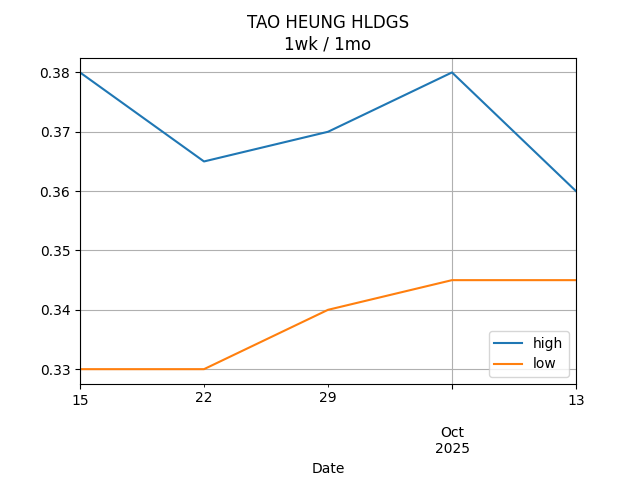 TAO HEUNG HLDGS
1wk / 1mo
0.38
0.37
0.36
0.35
0.34
0.33
high
low
15
22
29
13
Oct
2025
Date